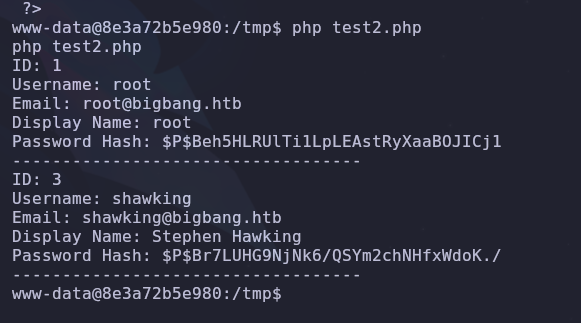 ?>
www-data@8e3a72b5e980:/tmp$ php test2.php
php test2.php
ID: 1
Username: root
Email: root@bigbang.htb
Display Name: root
Password Hash: $P$Beh5HLRUlTi1LpLEAstRyXaaBOJICj1
-----------------------------------
ID: 3
Username: shawking
Email: shawking@bigbang.htb
Display Name: Stephen Hawking
Password Hash: $P$Br7LUHG9NjNk6/QSYm2chNHfxWdoK./
-----------------------------------
www-data@8e3a72b5e980:/tmp$